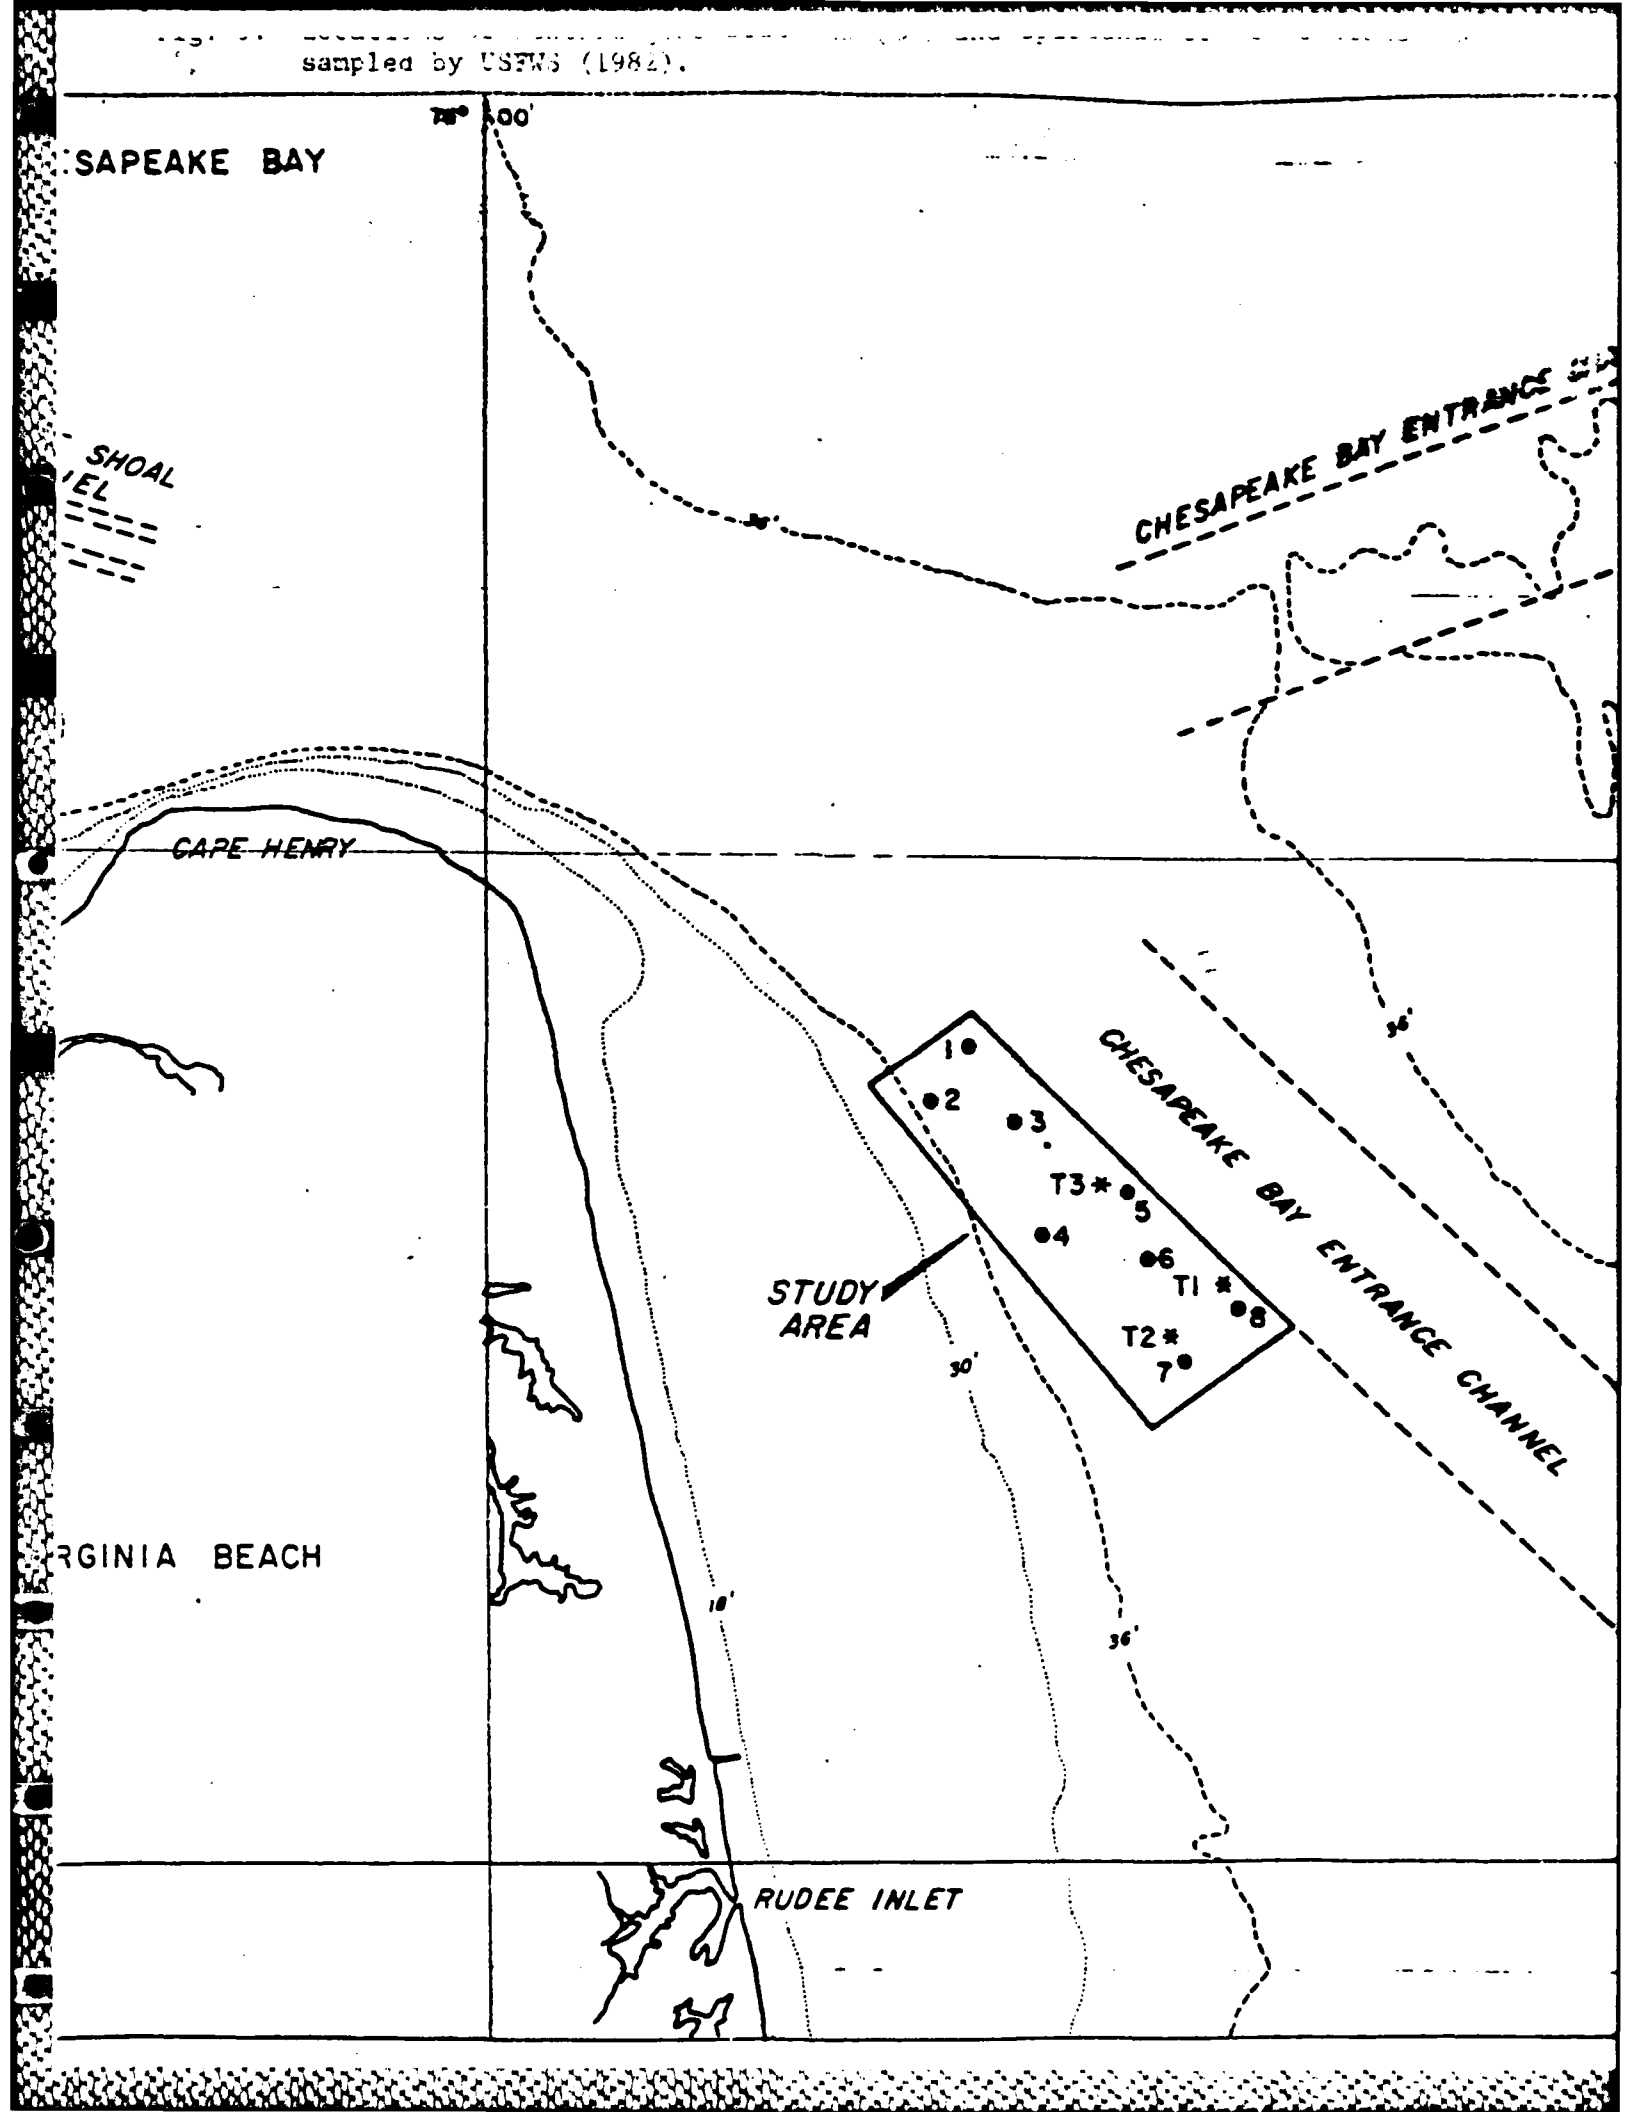 sampled by USFWS (1982).
00'
SAPEAKE BAY
CHESAPEAKE BAY ENTRANCE
SHOAL
EL
36'
CAPE HENRY
36'
1
2
3
T3 *
5
4
6
T1 *
8
T2 *
7
STUDY
AREA
CHESAPEAKE BAY ENTRANCE CHANNEL
30'
RGINIA BEACH
18'
36'
RUDEE INLET